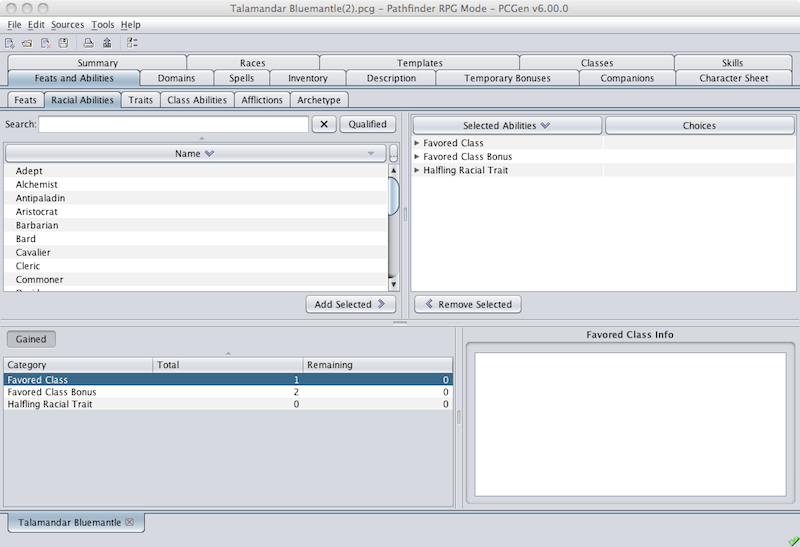 Talamandar Bluemantle(2).pcg – Pathfinder RPG Mode – PCGen v6.00.0
File Edit Sources Tools Help
Summary Races Templates Classes Skills
Feats and Abilities Domains Spells Inventory Description Temporary Bonuses Companions Character Sheet
Feats Racial Abilities Traits Class Abilities Afflictions Archetype
Search: Qualified
Name
Adept
Alchemist
Antipaladin
Aristocrat
Barbarian
Bard
Cavalier
Cleric
Commoner
Add Selected
Selected Abilities Choices
Favored Class
Favored Class Bonus
Halfling Racial Trait
Remove Selected
Gained
Category Total Remaining
Favored Class 1 0
Favored Class Bonus 2 0
Halfling Racial Trait 0 0
Favored Class Info
Talamandar Bluemantle